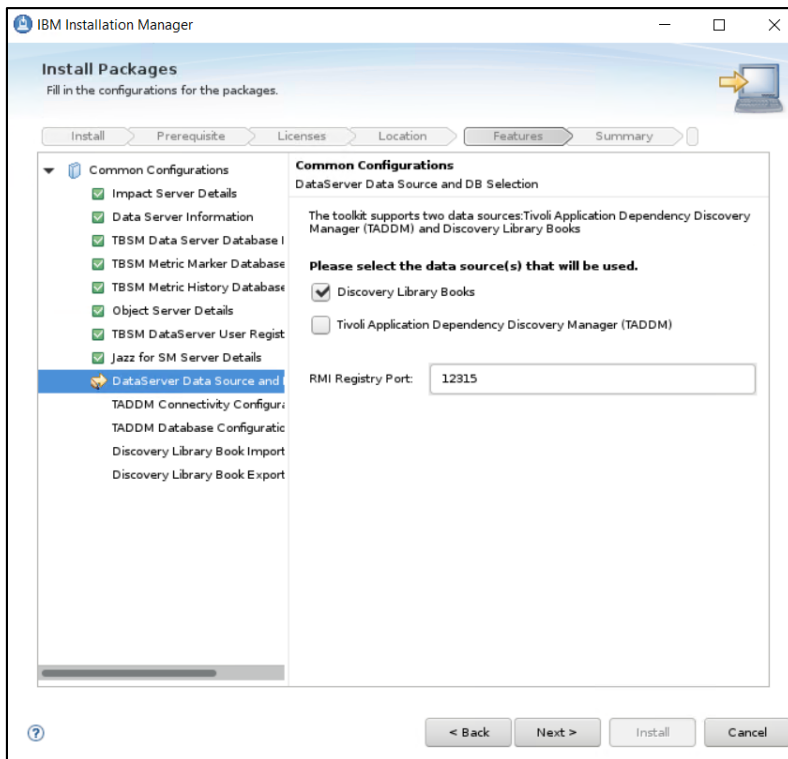 IBM Installation Manager
Install Packages
Fill in the configurations for the packages.
Install
Prerequisite
Licenses
Location
Features
Summary
Common Configurations
Impact Server Details
Data Server Information
TBSM Data Server Database I
TBSM Metric Marker Database
TBSM Metric History Database
Object Server Details
TBSM DataServer User Regist
Jazz for SM Server Details
DataServer Data Source and
TADDM Connectivity Configura
TADDM Database Configuratic
Discovery Library Book Import
Discovery Library Book Export
Common Configurations
DataServer Data Source and DB Selection
The toolkit supports two data sources:Tivoli Application Dependency Discovery
Manager (TADDM) and Discovery Library Books
Please select the data source(s) that will be used.
Discovery Library Books
Tivoli Application Dependency Discovery Manager (TADDM)
RMI Registry Port:
12315
?
< Back
Next >
Install
Cancel